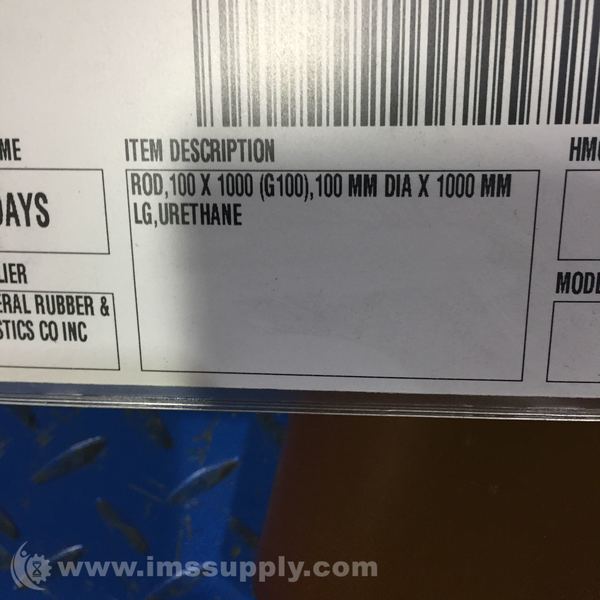 ME
ITEM DESCRIPTION
HM
DAYS
ROD,100 X 1000 (G100),100 MM DIA X 1000 MM
LG,URETHANE
LIER
ERAL RUBBER &
STICS CO INC
MODE
www.imssupply.com